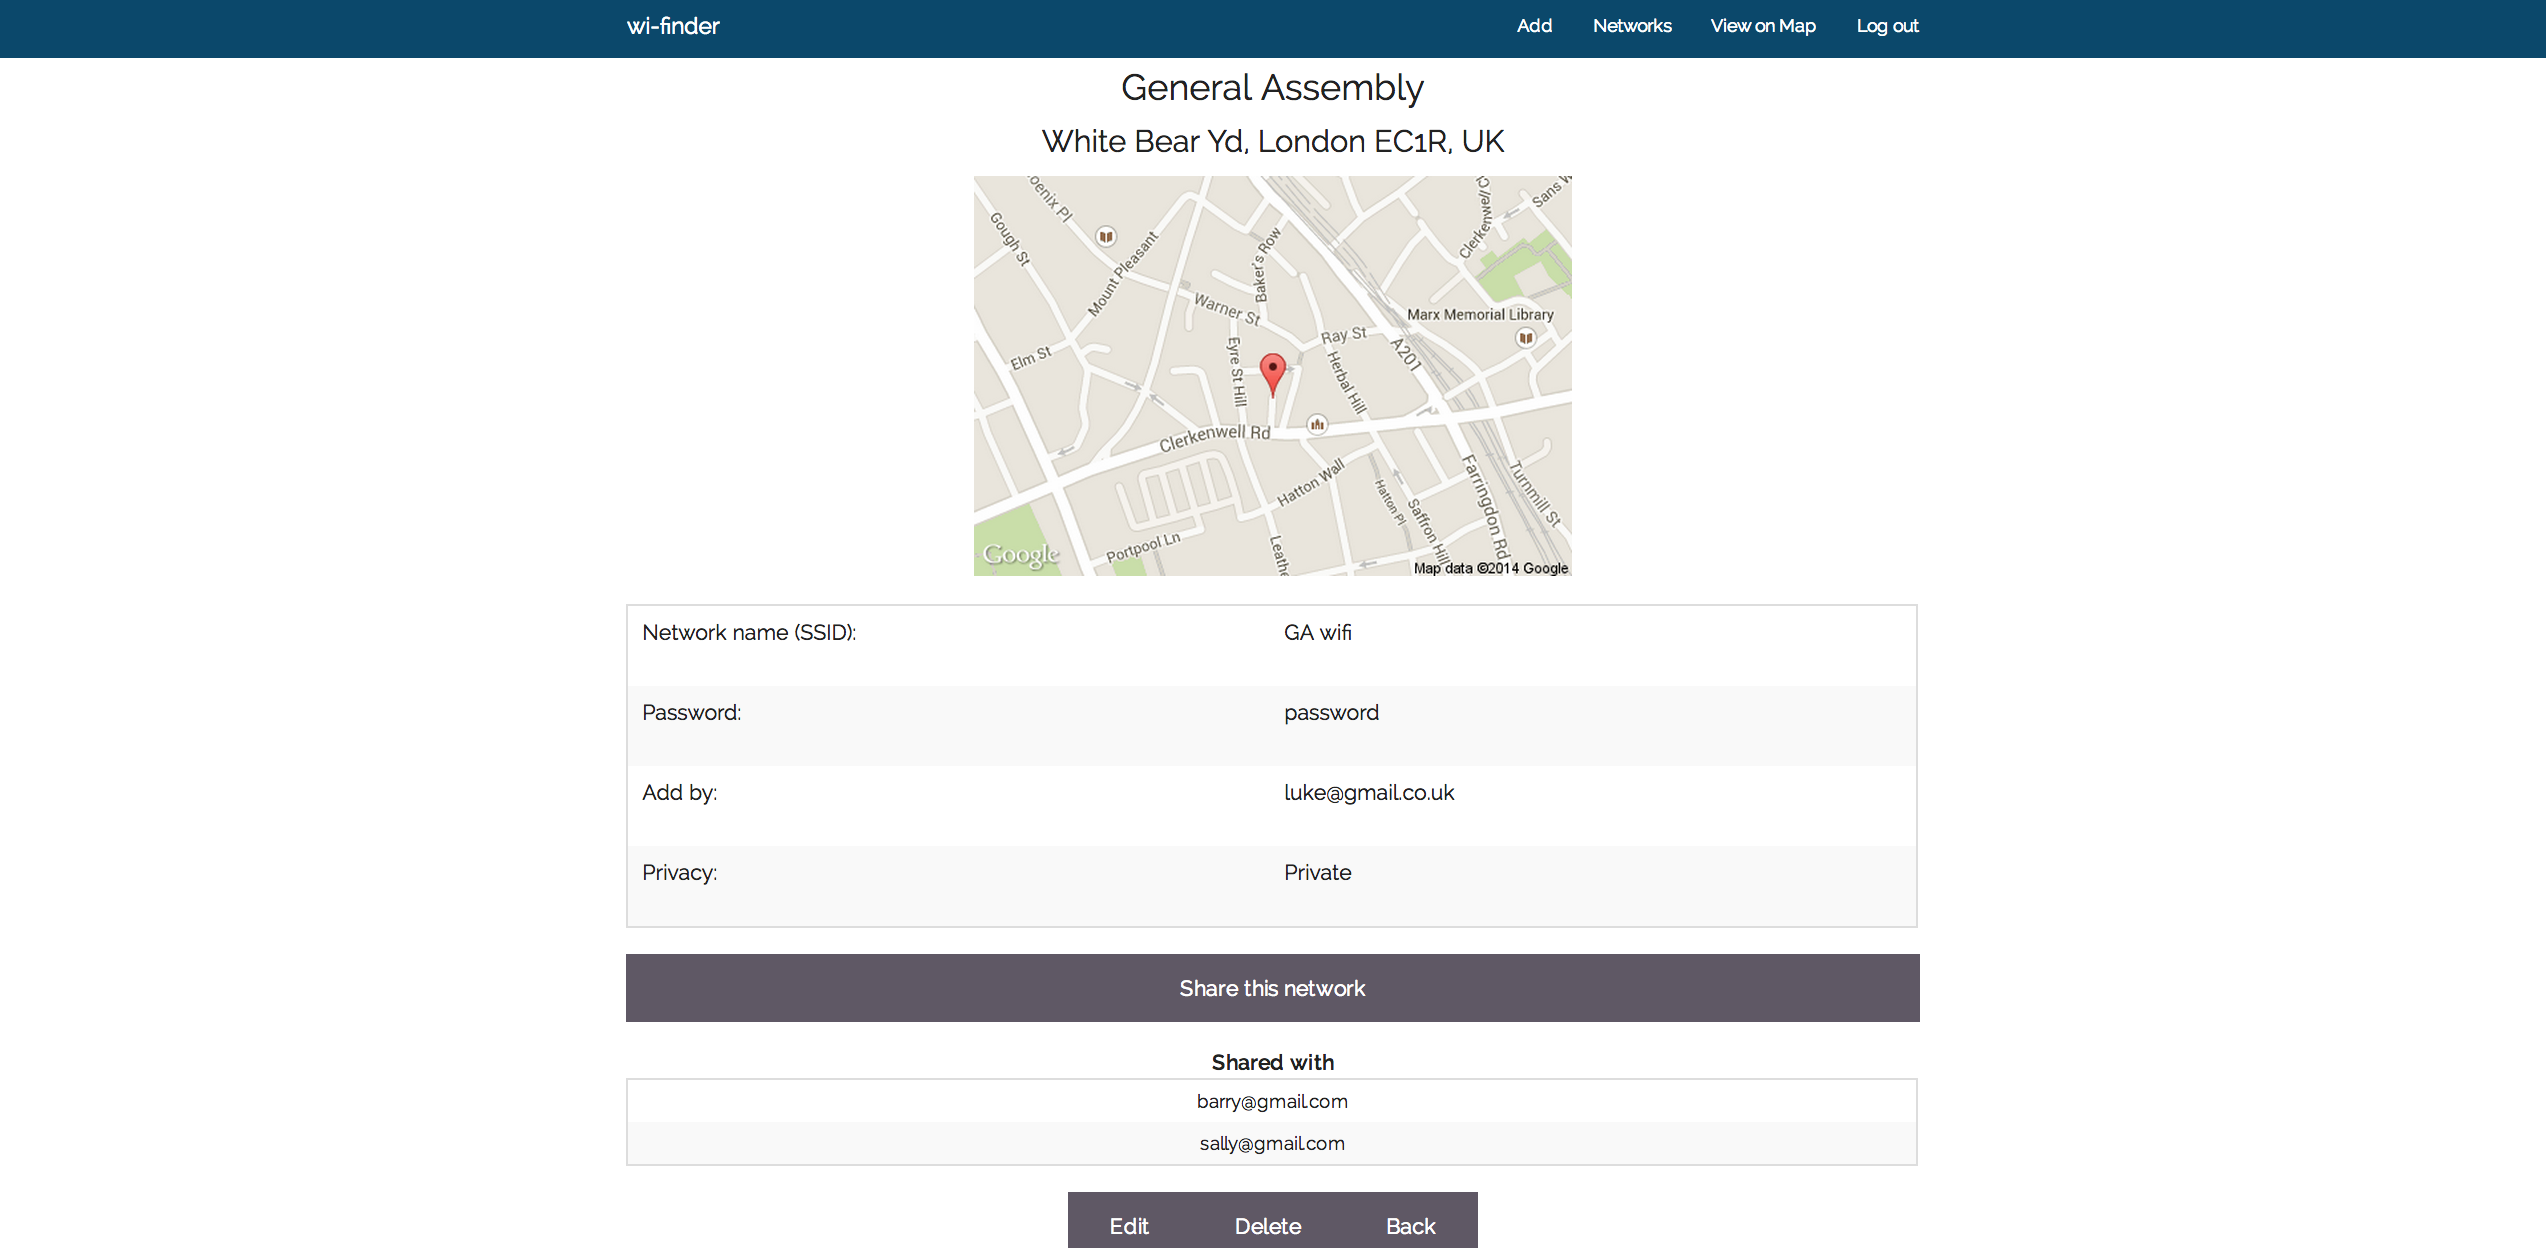 wi-finder
Add Networks View on Map Log out
General Assembly
White Bear Yd, London EC1R, UK
oenix Pl
Gough St
Mount Pleasant
Baker's Row
Clerkenwell Cl
Sans W
Warner St
Marx Memorial Library
Ray St
A201
Elm St
Eyre St Hill
Herbal Hill
Clerkenwell Rd
Hatton Wall
Hatton Pl
Saffron Hill
Farringdon Rd
Turnmill St
Portpool Ln
Leathe
Google
Map data ©2014 Google
Network name (SSID): GA wifi
Password: password
Add by: luke@gmail.co.uk
Privacy: Private
Share this network
Shared with
barry@gmail.com
sally@gmail.com
Edit Delete Back